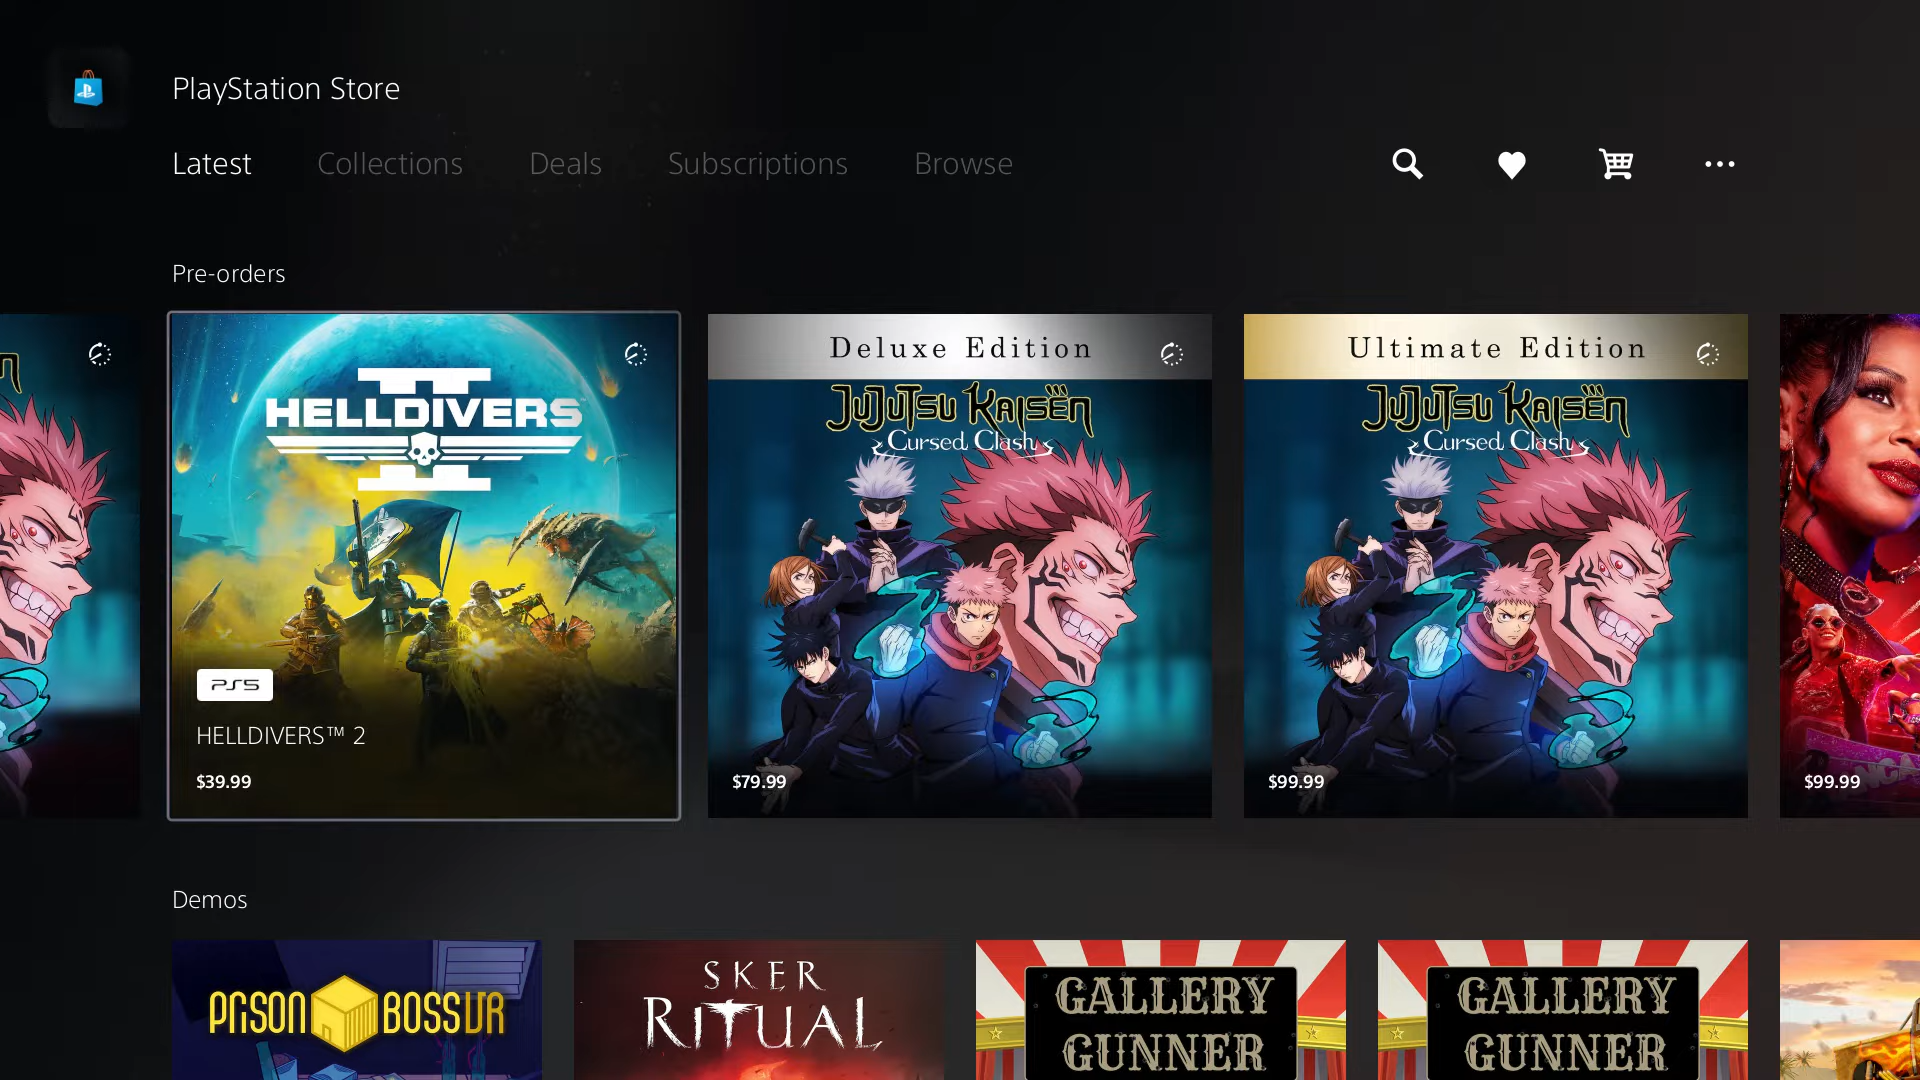 PlayStation Store
Latest
Collections
Deals
Subscriptions
Browse
Pre-orders
HELLDIVERS
II
PS5
HELLDIVERS™ 2
$39.99
Deluxe Edition
JUJUTSU KAISEN
Cursed Clash
$79.99
Ultimate Edition
JUJUTSU KAISEN
Cursed Clash
$99.99
$99.99
Demos
PRISON BOSS VR
SKER
RITUAL
GALLERY
GUNNER
GALLERY
GUNNER